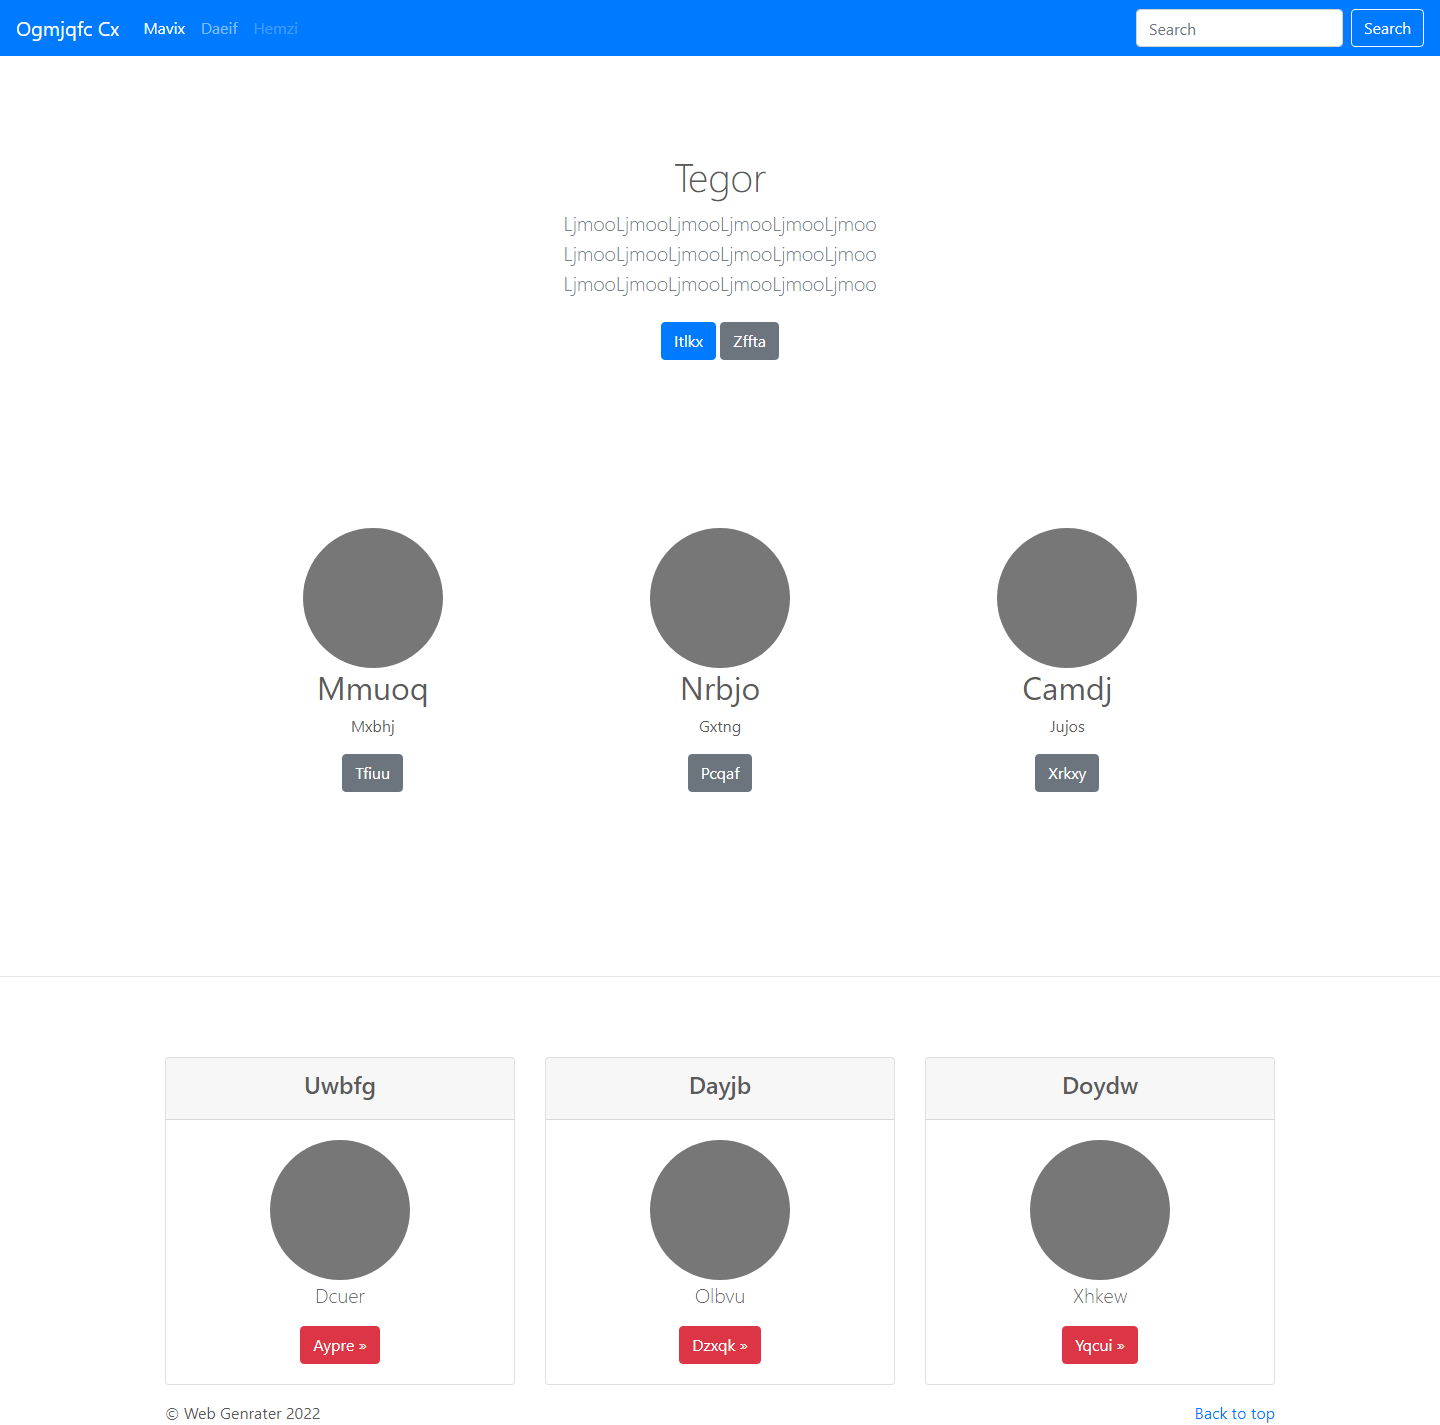 Ogmjqfc Cx Mavix Daeif Hemzi Search Search
Tegor
LjmooLjmooLjmooLjmooLjmooLjmoo
LjmooLjmooLjmooLjmooLjmooLjmoo
LjmooLjmooLjmooLjmooLjmooLjmoo
Itlkx Zffta
Mmuoq Nrbjo Camdj
Mxbhj Gxtng Jujos
Tfiuu Pcqaf Xrkxy
Uwbfg Dayjb Doydw
Dcuer Olbvu Xhkew
Aypre » Dzxqk » Yqcui »
© Web Genrater 2022 Back to top